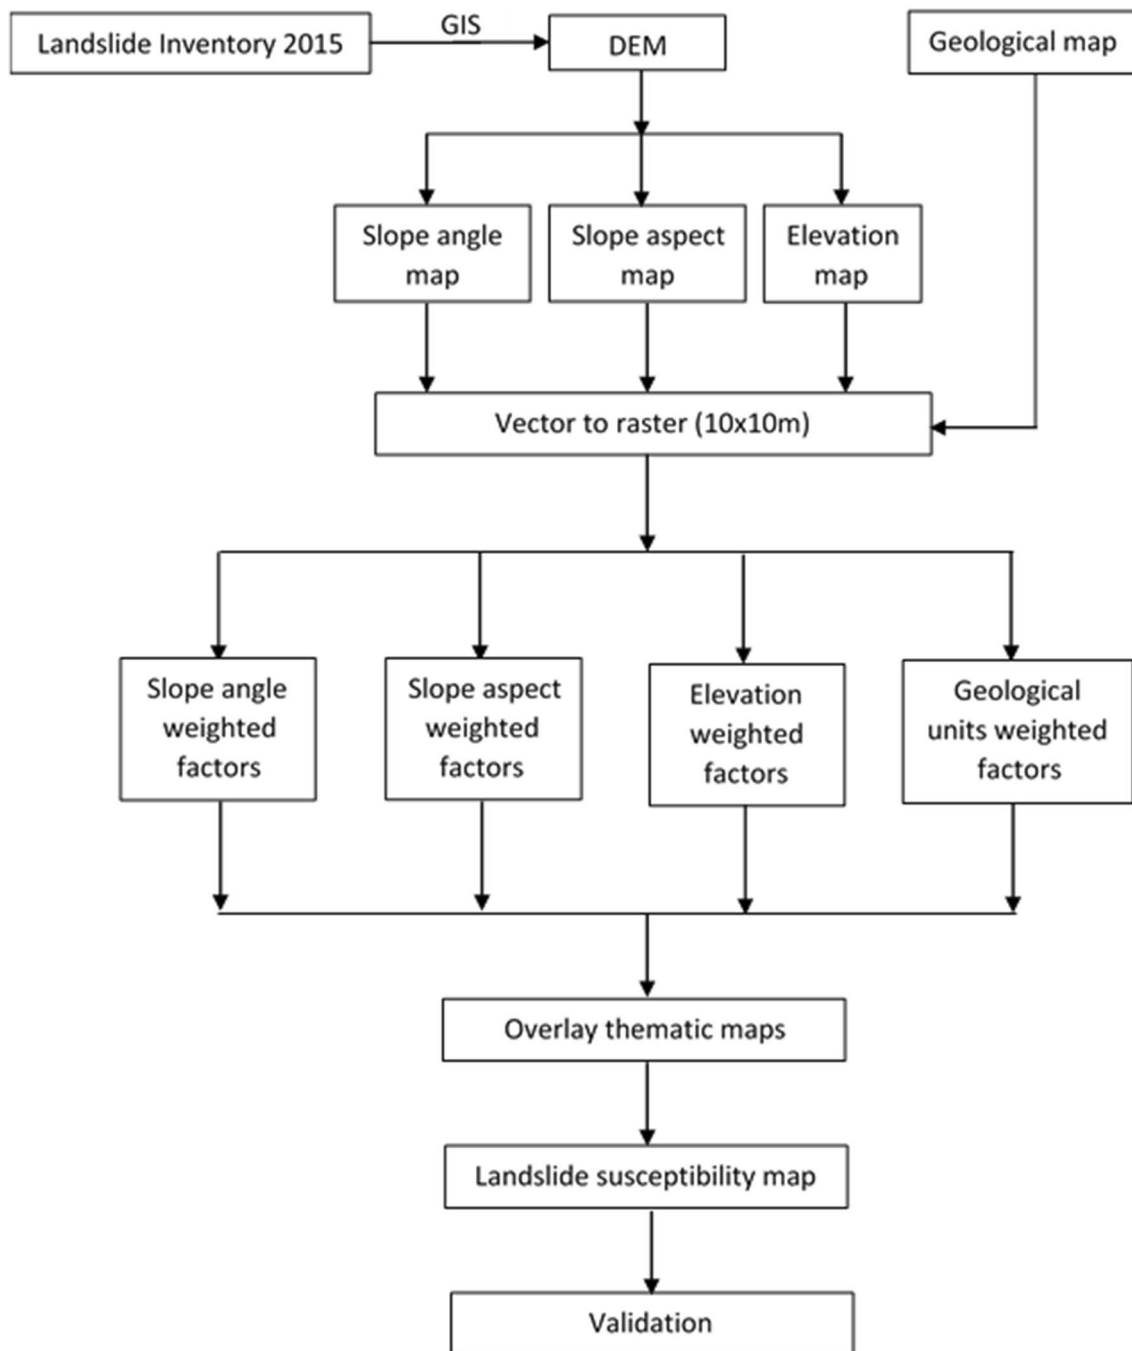 Landslide Inventory 2015
GIS
DEM
Geological map
Slope angle
map
Slope aspect
map
Elevation
map
Vector to raster (10x10m)
Slope angle
weighted
factors
Slope aspect
weighted
factors
Elevation
weighted
factors
Geological
units weighted
factors
Overlay thematic maps
Landslide susceptibility map
Validation